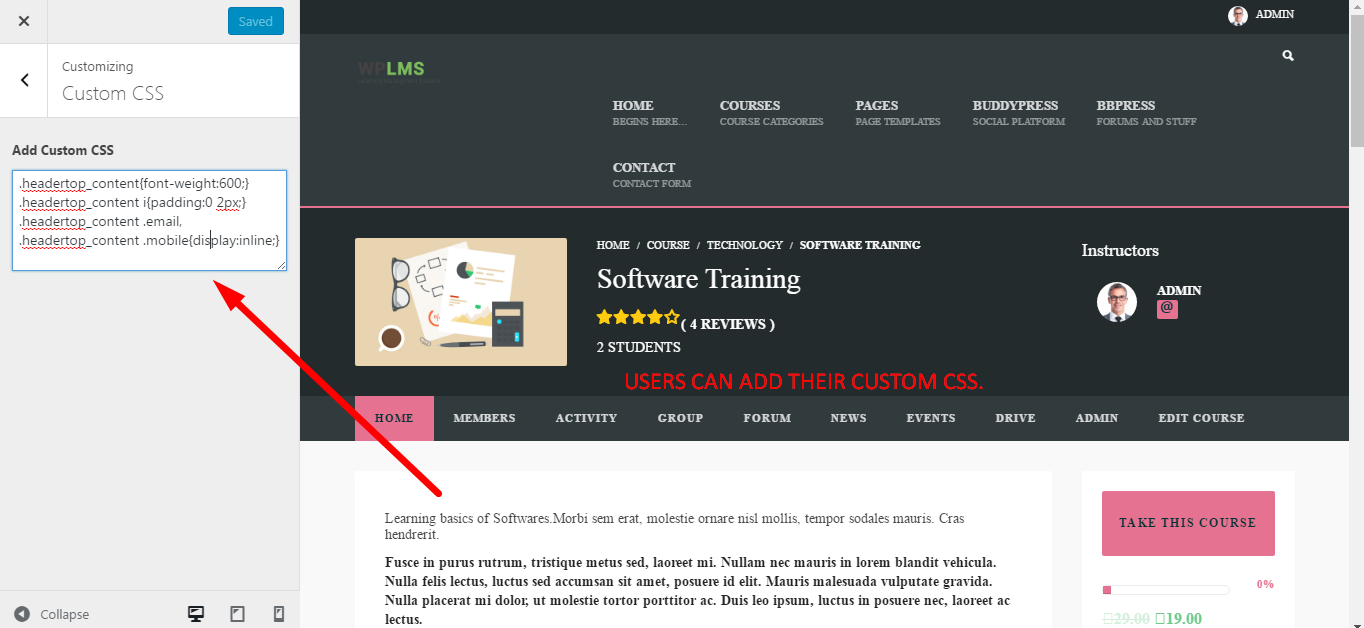 Saved
Customizing
Custom CSS
Add Custom CSS
.headertop_content{font-weight:600;}
.headertop_content i{padding:0 2px;}
.headertop_content .email,
.headertop_content .mobile{display:inline;}
Collapse
ADMIN
WPLMS
HOME
BEGINS HERE...
COURSES
COURSE CATEGORIES
PAGES
PAGE TEMPLATES
BUDDYPRESS
SOCIAL PLATFORM
BBPRESS
FORUMS AND STUFF
CONTACT
CONTACT FORM
HOME / COURSE / TECHNOLOGY / SOFTWARE TRAINING
Software Training
( 4 REVIEWS )
2 STUDENTS
Instructors
ADMIN
@
USERS CAN ADD THEIR CUSTOM CSS.
HOME MEMBERS ACTIVITY GROUP FORUM NEWS EVENTS DRIVE ADMIN EDIT COURSE
Learning basics of Softwares.Morbi sem erat, molestie ornare nisl mollis, tempor sodales mauris. Cras
hendrerit.
Fusce in purus rutrum, tristique metus sed, laoreet mi. Nullam nec mauris in lorem blandit vehicula.
Nulla felis lectus, luctus sed accumsan sit amet, posuere id elit. Mauris malesuada vulputate gravida.
Nulla placerat mi dolor, ut molestie tortor porttitor ac. Duis leo ipsum, luctus in posuere nec, laoreet ac
lectus.
TAKE THIS COURSE
0%
29.00 19.00